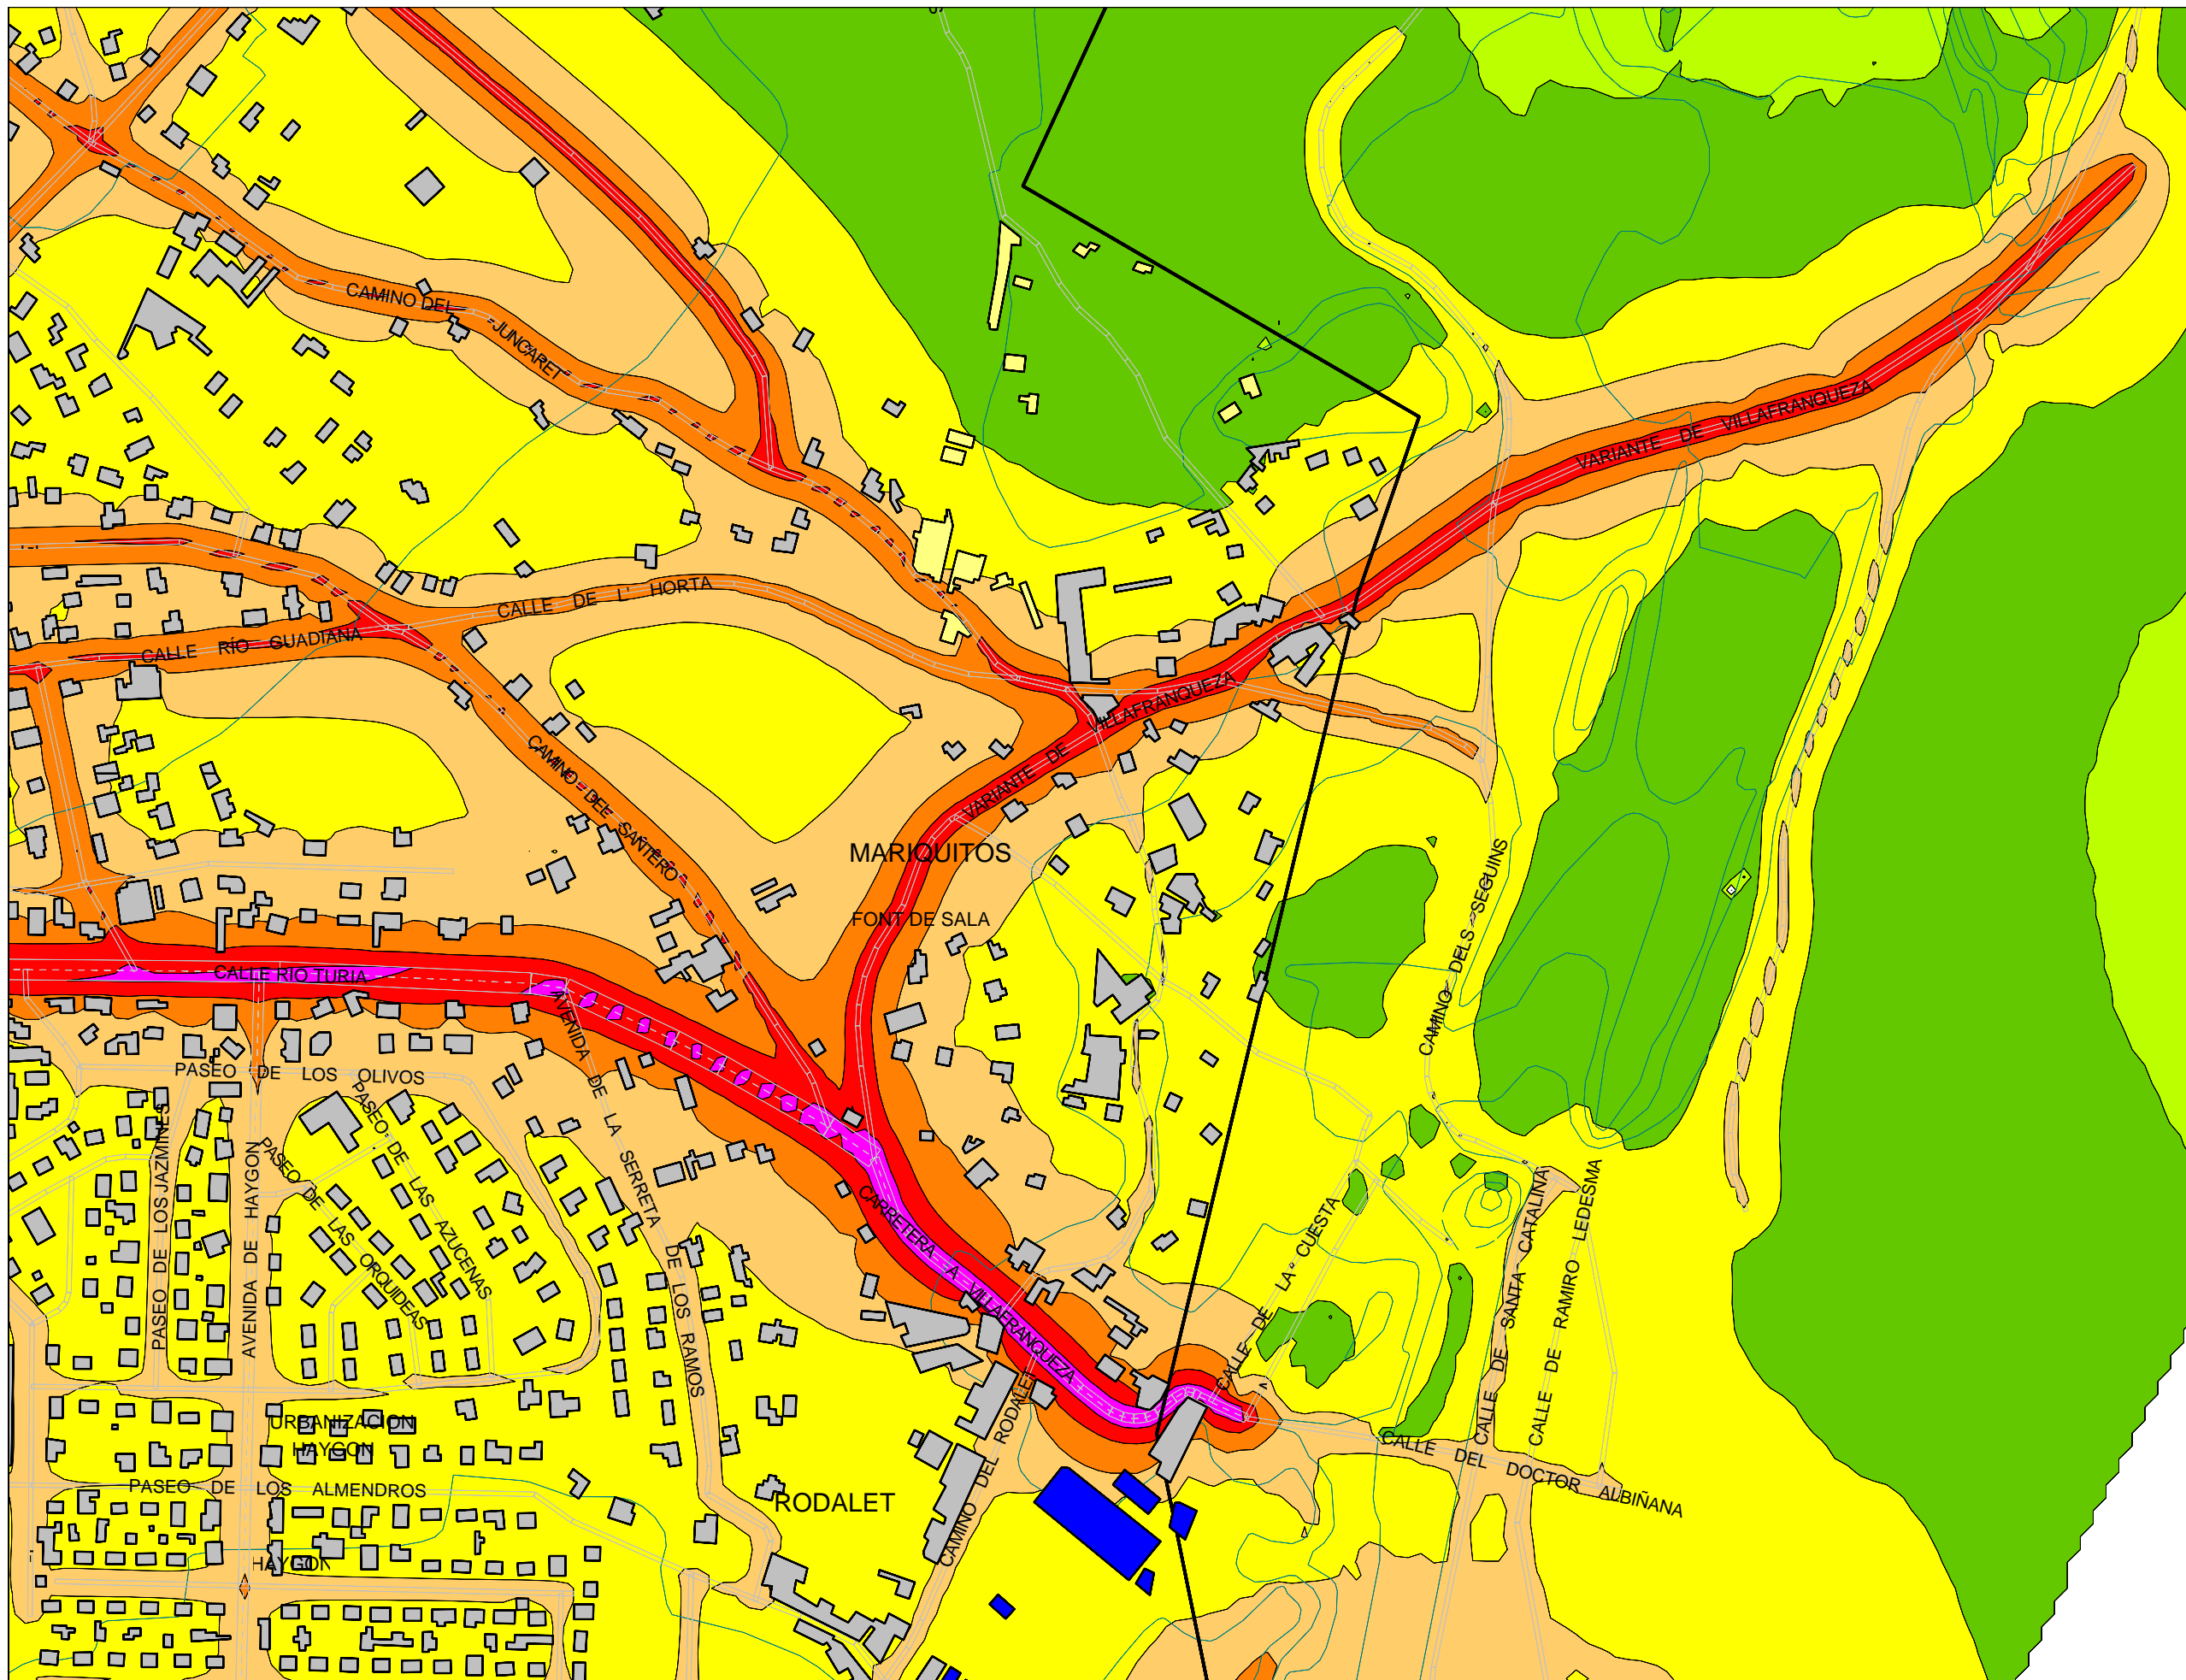 CAMINO DEL JUNCARET
VARIANTE DE VILLAFRANQUEZA
CALLE DE L' HORTA
CALLE RÍO GUADIANA
VARIANTE DE VILLAFRANQUEZA
CAMINO DEL SANTERO
MARIQUITOS
FONT DE SALA
CAMINO DELS SEGUINS
CALLE RIO TURIA
AVENIDA DE LA SERRETA
PASEO DE LOS OLIVOS
PASEO DE LOS JAZMINES
AVENIDA DE HAYGON
PASEO DE LAS AZUCENAS
PASEO DE LAS ORQUIDEAS
DE LOS RAMOS
CARRETERA A VILLAFRANQUEZA
CALLE DE LA CUESTA
CALLE DE SANTA CATALINA
CALLE DE RAMIRO LEDESMA
CALLE DEL DOCTOR ALBIÑANA
URBANIZACION
HAYGON
PASEO DE LOS ALMENDROS
RODALET
CAMINO DEL RODALET
HAYGON